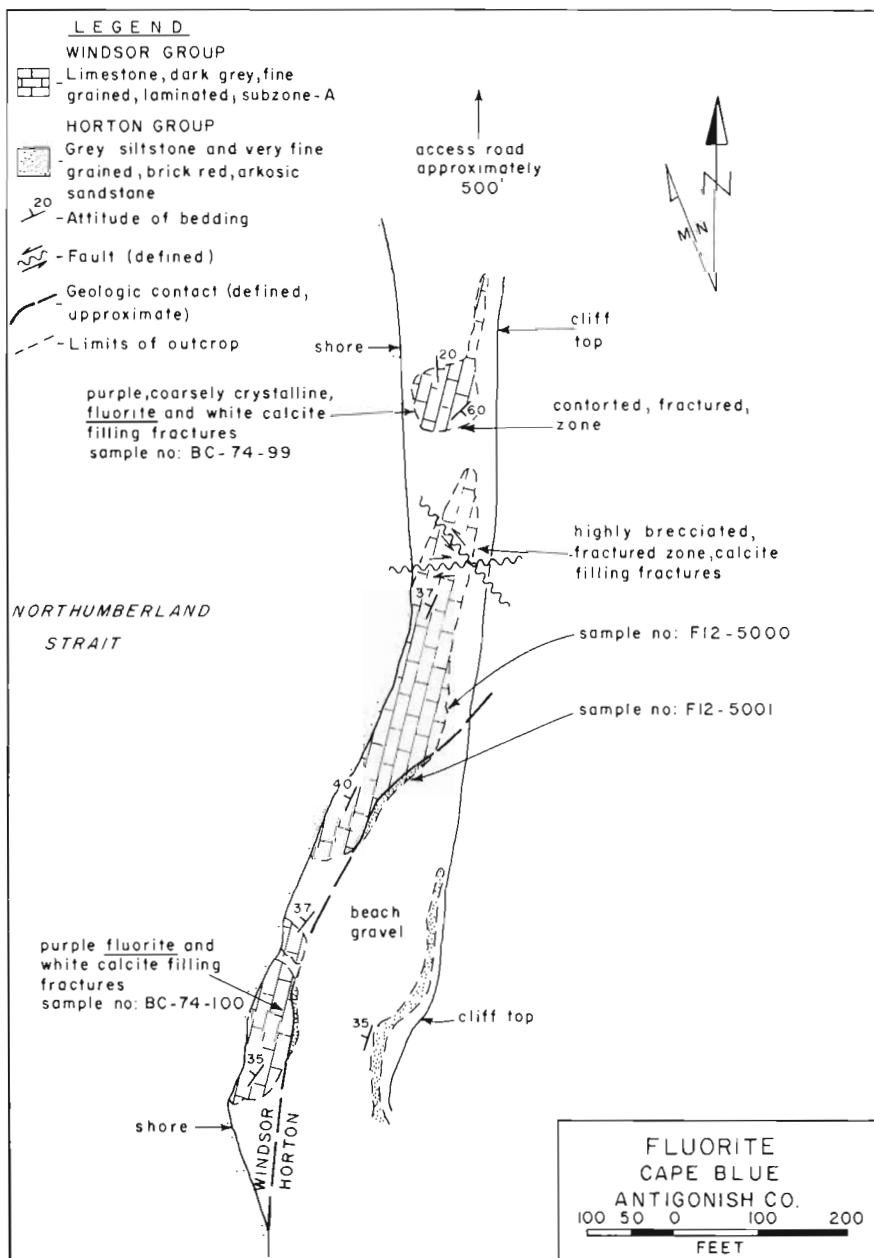 LEGEND
WINDSOR GROUP
- Limestone, dark grey, fine
grained, laminated, subzone-A
HORTON GROUP
- Grey siltstone and very fine
grained, brick red, arkosic
sandstone
20
- Attitude of bedding
- Fault (defined)
- Geologic contact (defined,
approximate)
- Limits of outcrop
access road
approximately
500'
N
MN
shore
cliff
top
20
60
purple, coarsely crystalline,
fluorite and white calcite
filling fractures
sample no: BC-74-99
contorted, fractured,
zone
highly brecciated,
fractured zone, calcite
filling fractures
37
NORTHUMBERLAND
STRAIT
sample no: F12-5000
sample no: F12-5001
40
37
beach
gravel
purple fluorite and
white calcite filling
fractures
sample no: BC-74-100
35
cliff top
35
shore
WINDSOR
HORTON
FLUORITE
CAPE BLUE
ANTIGONISH CO.
100 50 0 100 200
FEET